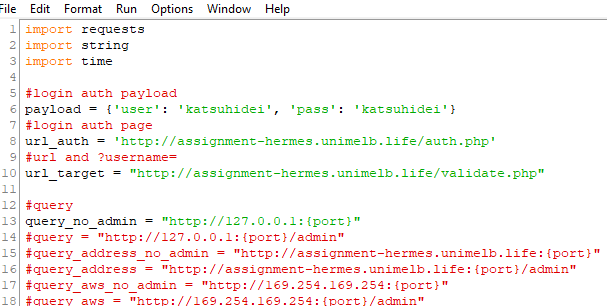 File Edit Format Run Options Window Help
1 import requests
2 import string
3 import time
4
5 #login auth payload
6 payload = {'user': 'katsuhidei', 'pass': 'katsuhidei'}
7 #login auth page
8 url_auth = 'http://assignment-hermes.unimelb.life/auth.php'
9 #url and ?username=
10 url_target = "http://assignment-hermes.unimelb.life/validate.php"
11
12 #query
13 query_no_admin = "http://127.0.0.1:{port}"
14 #query = "http://127.0.0.1:{port}/admin"
15 #query_address_no_admin = "http://assignment-hermes.unimelb.life:{port}"
16 #query_address = "http://assignment-hermes.unimelb.life:{port}/admin"
17 #query_aws_no_admin = "http://169.254.169.254:{port}"
18 #query_aws = "http://169.254.169.254:{port}/admin"